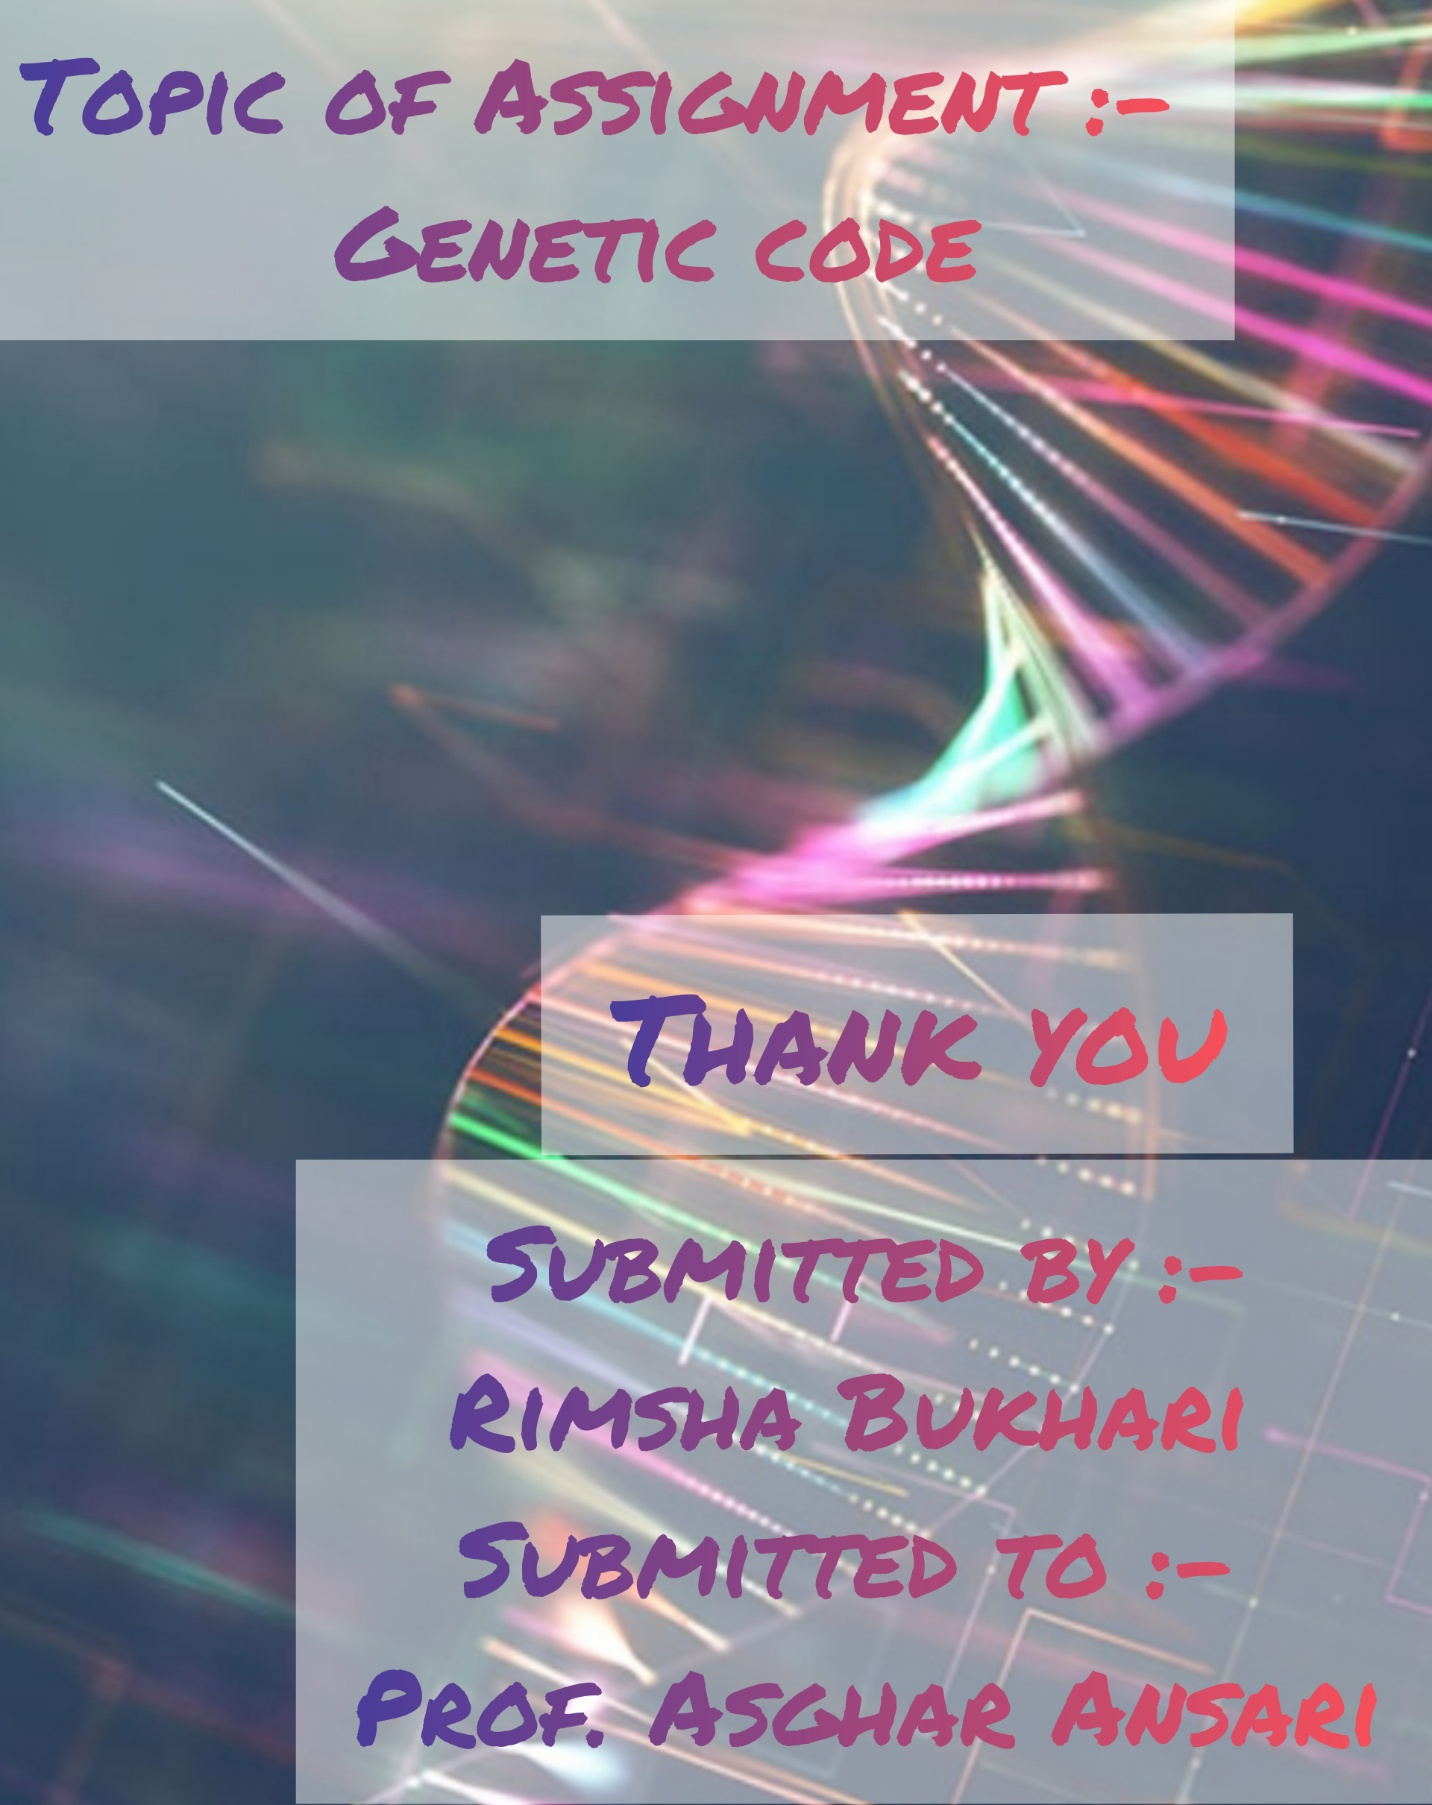 Topic of Assignment :-
Genetic code
Thank you
Submitted by :-
Rimsha Bukhari
Submitted to :-
Prof. Asghar Ansari